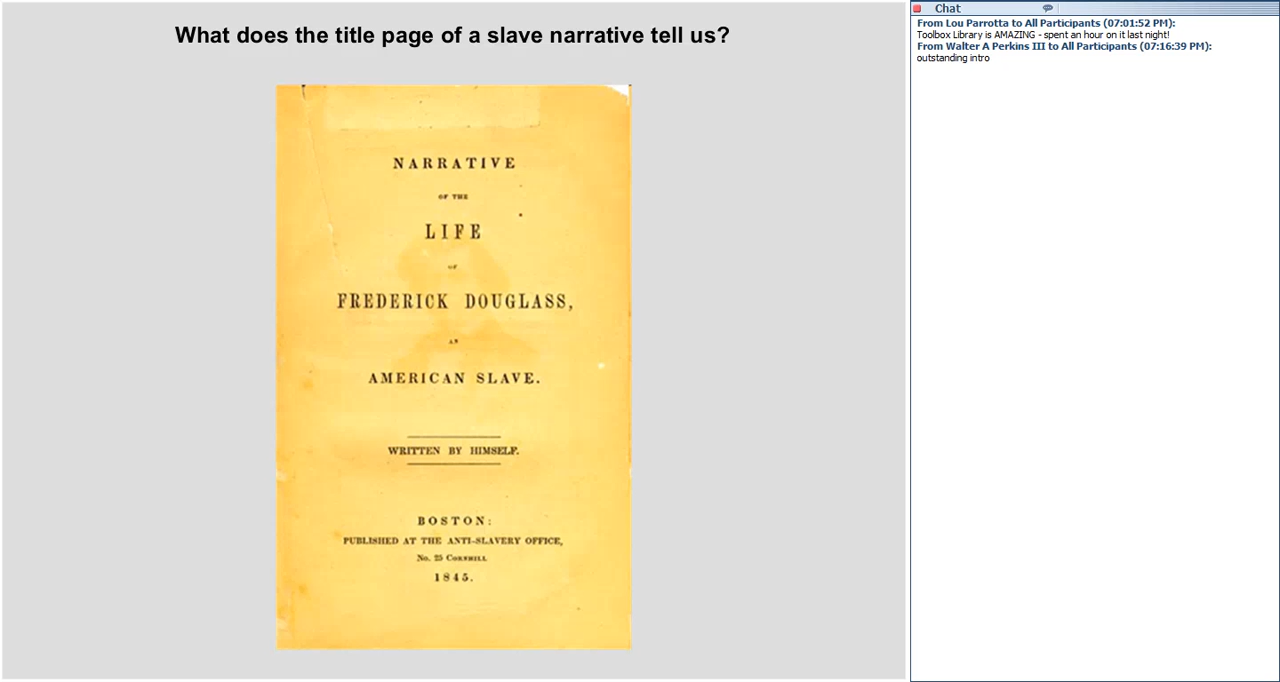 What does the title page of a slave narrative tell us?
NARRATIVE
OF THE
LIFE
OF
FREDERICK DOUGLASS,
AN
AMERICAN SLAVE.
WRITTEN BY HIMSELF.
BOSTON:
PUBLISHED AT THE ANTI-SLAVERY OFFICE,
No. 25 CORNHILL
1845.
Chat
From Lou Parrotta to All Participants (07:01:52 PM):
Toolbox Library is AMAZING - spent an hour on it last night!
From Walter A Perkins III to All Participants (07:16:39 PM):
outstanding intro